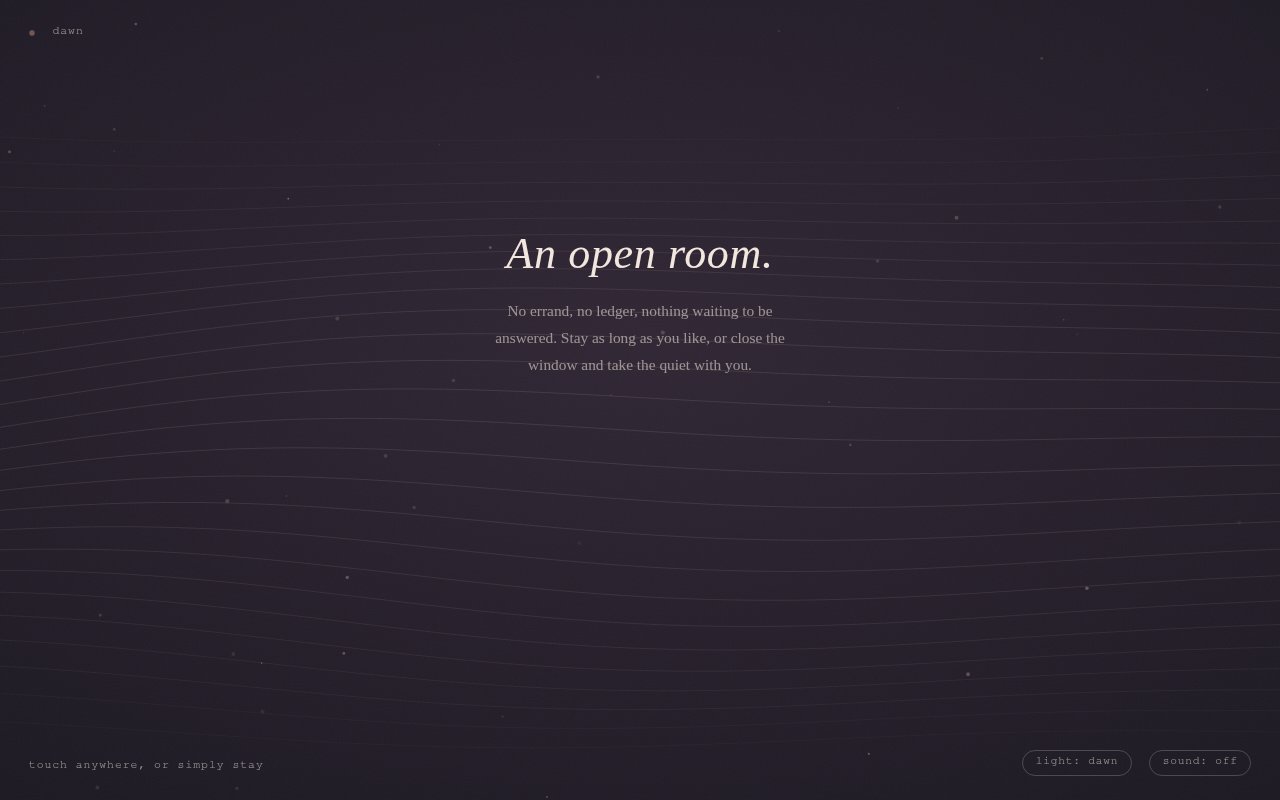 dawn
An open room.
No errand, no ledger, nothing waiting to be
answered. Stay as long as you like, or close the
window and take the quiet with you.
touch anywhere, or simply stay
light: dawn
sound: off